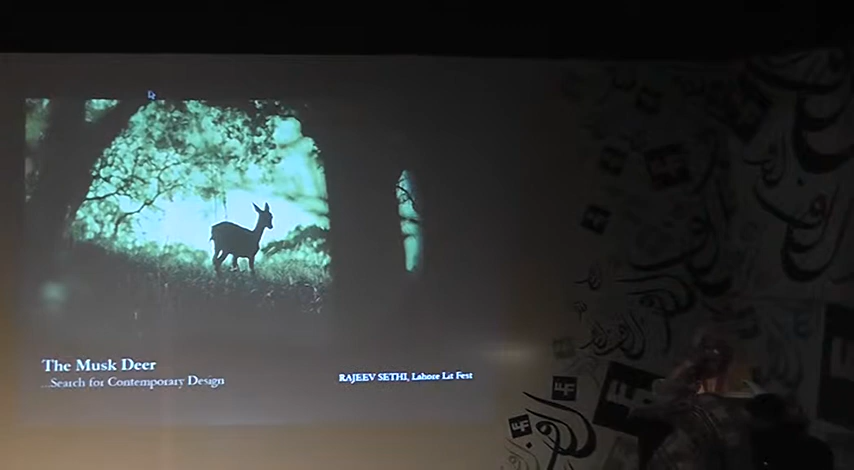 The Musk Deer
...Search for Contemporary Design
RAJEEV SETHI, Lahore Lit Fest